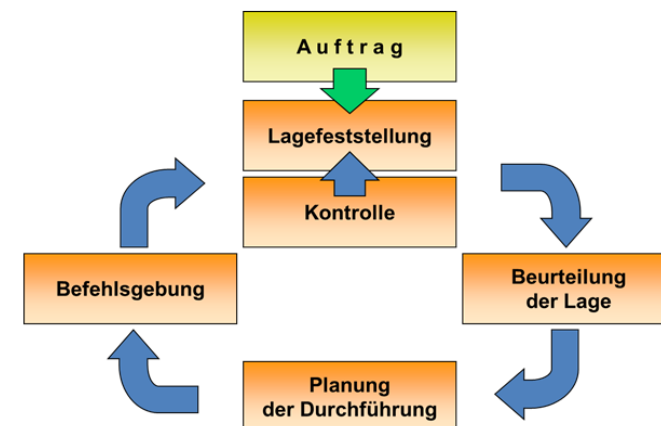 A u f t r a g
Lagefeststellung
Kontrolle
Befehlsgebung
Beurteilung
der Lage
Planung
der Durchführung